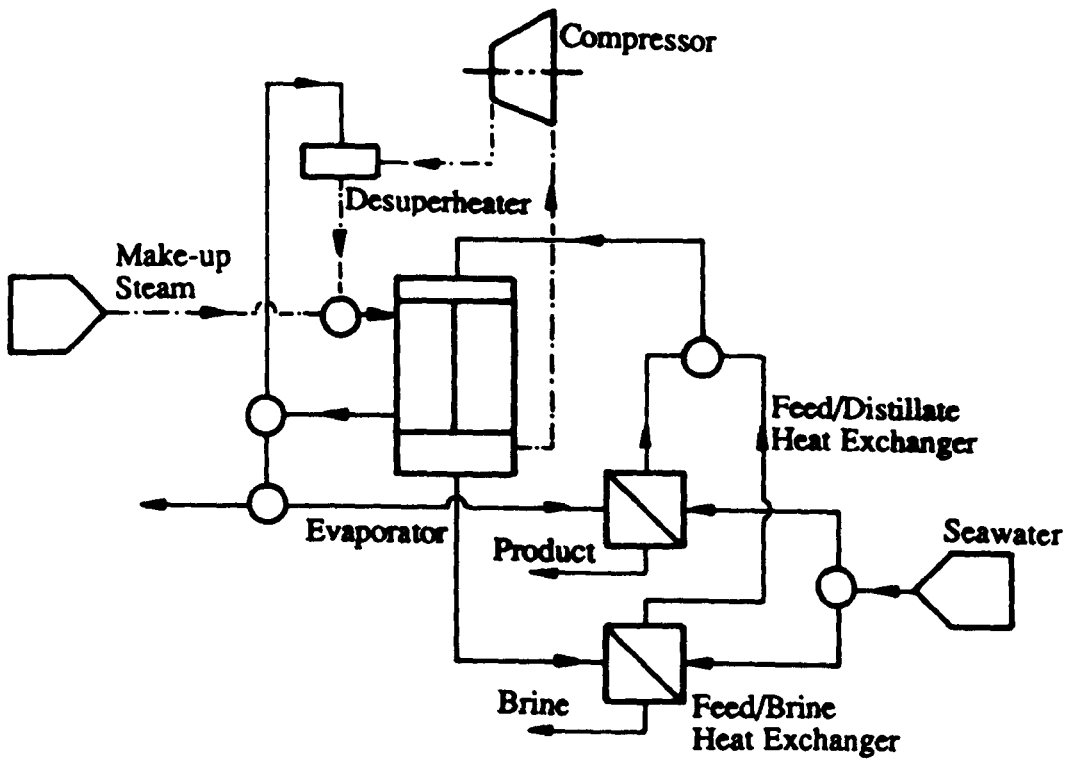 Compressor
Desuperheater
Make-up
Steam
Feed/Distillate
Heat Exchanger
Evaporator
Product
Seawater
Brine
Feed/Brine
Heat Exchanger